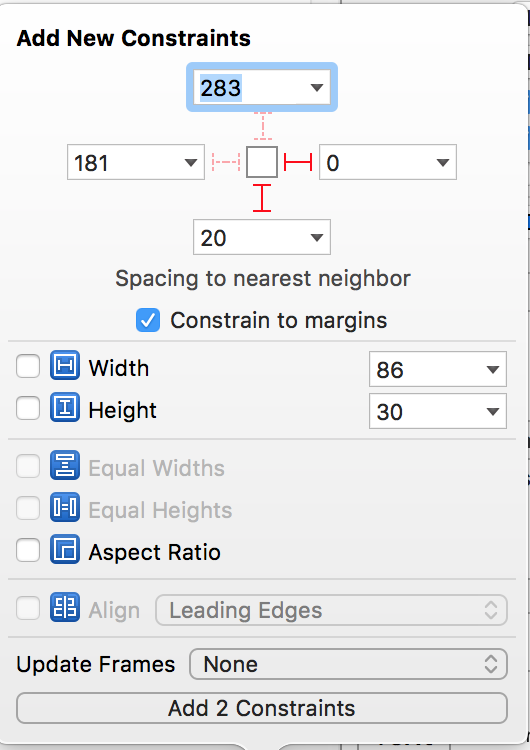 Add New Constraints
283
181
0
20
Spacing to nearest neighbor
Constrain to margins
Width
86
Height
30
Equal Widths
Equal Heights
Aspect Ratio
Align
Leading Edges
Update Frames
None
Add 2 Constraints